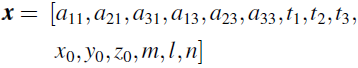 x = [a₁₁, a₂₁, a₃₁, a₁₃, a₂₃, a₃₃, t₁, t₂, t₃,
x₀, y₀, z₀, m, l, n]